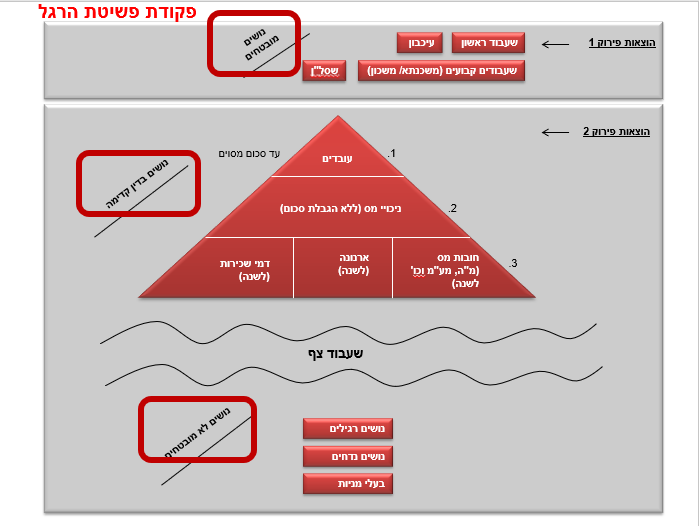 פקודת פשיטת הרגל
הוצאות פירוק 1
שעבוד ראשון
עיכבון
נושים
מובטחים
שעבודים קבועים (משכנתא/ משכון)
שסל"ן
הוצאות פירוק 2
נושים בדין קדימה
עד סכום מסוים
1.
עובדים
2.
ניכויי מס (ללא הגבלת סכום)
3.
חובות מס
(מ"ה, מע"מ וכו'
לשנה)
ארנונה
(לשנה)
דמי שכירות
(לשנה)
שעבוד צף
נושים לא מובטחים
נושים רגילים
נושים נדחים
בעלי מניות